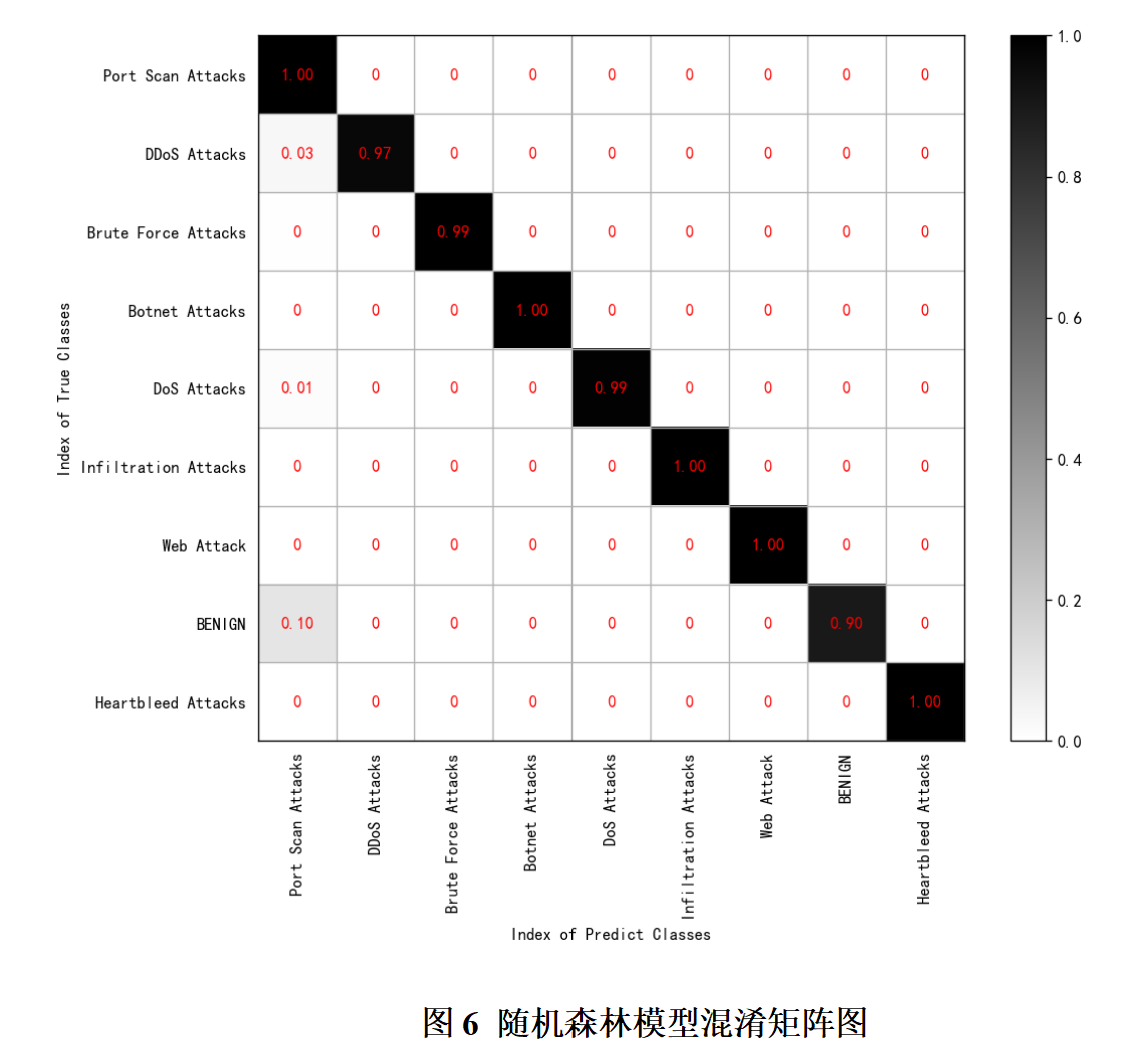 Port Scan Attacks 1.00 0 0 0 0 0 0 0 0
DDoS Attacks 0.03 0.97 0 0 0 0 0 0 0
Brute Force Attacks 0 0 0.99 0 0 0 0 0 0
Botnet Attacks 0 0 0 1.00 0 0 0 0 0
DoS Attacks 0.01 0 0 0 0.99 0 0 0 0
Infiltration Attacks 0 0 0 0 0 1.00 0 0 0
Web Attack 0 0 0 0 0 0 1.00 0 0
BENIGN 0.10 0 0 0 0 0 0 0.90 0
Heartbleed Attacks 0 0 0 0 0 0 0 0 1.00
Index of True Classes
Port Scan Attacks
DDoS Attacks
Brute Force Attacks
Botnet Attacks
DoS Attacks
Infiltration Attacks
Web Attack
BENIGN
Heartbleed Attacks
Index of Predict Classes
1.0
0.8
0.6
0.4
0.2
0.0
图 6 随机森林模型混淆矩阵图